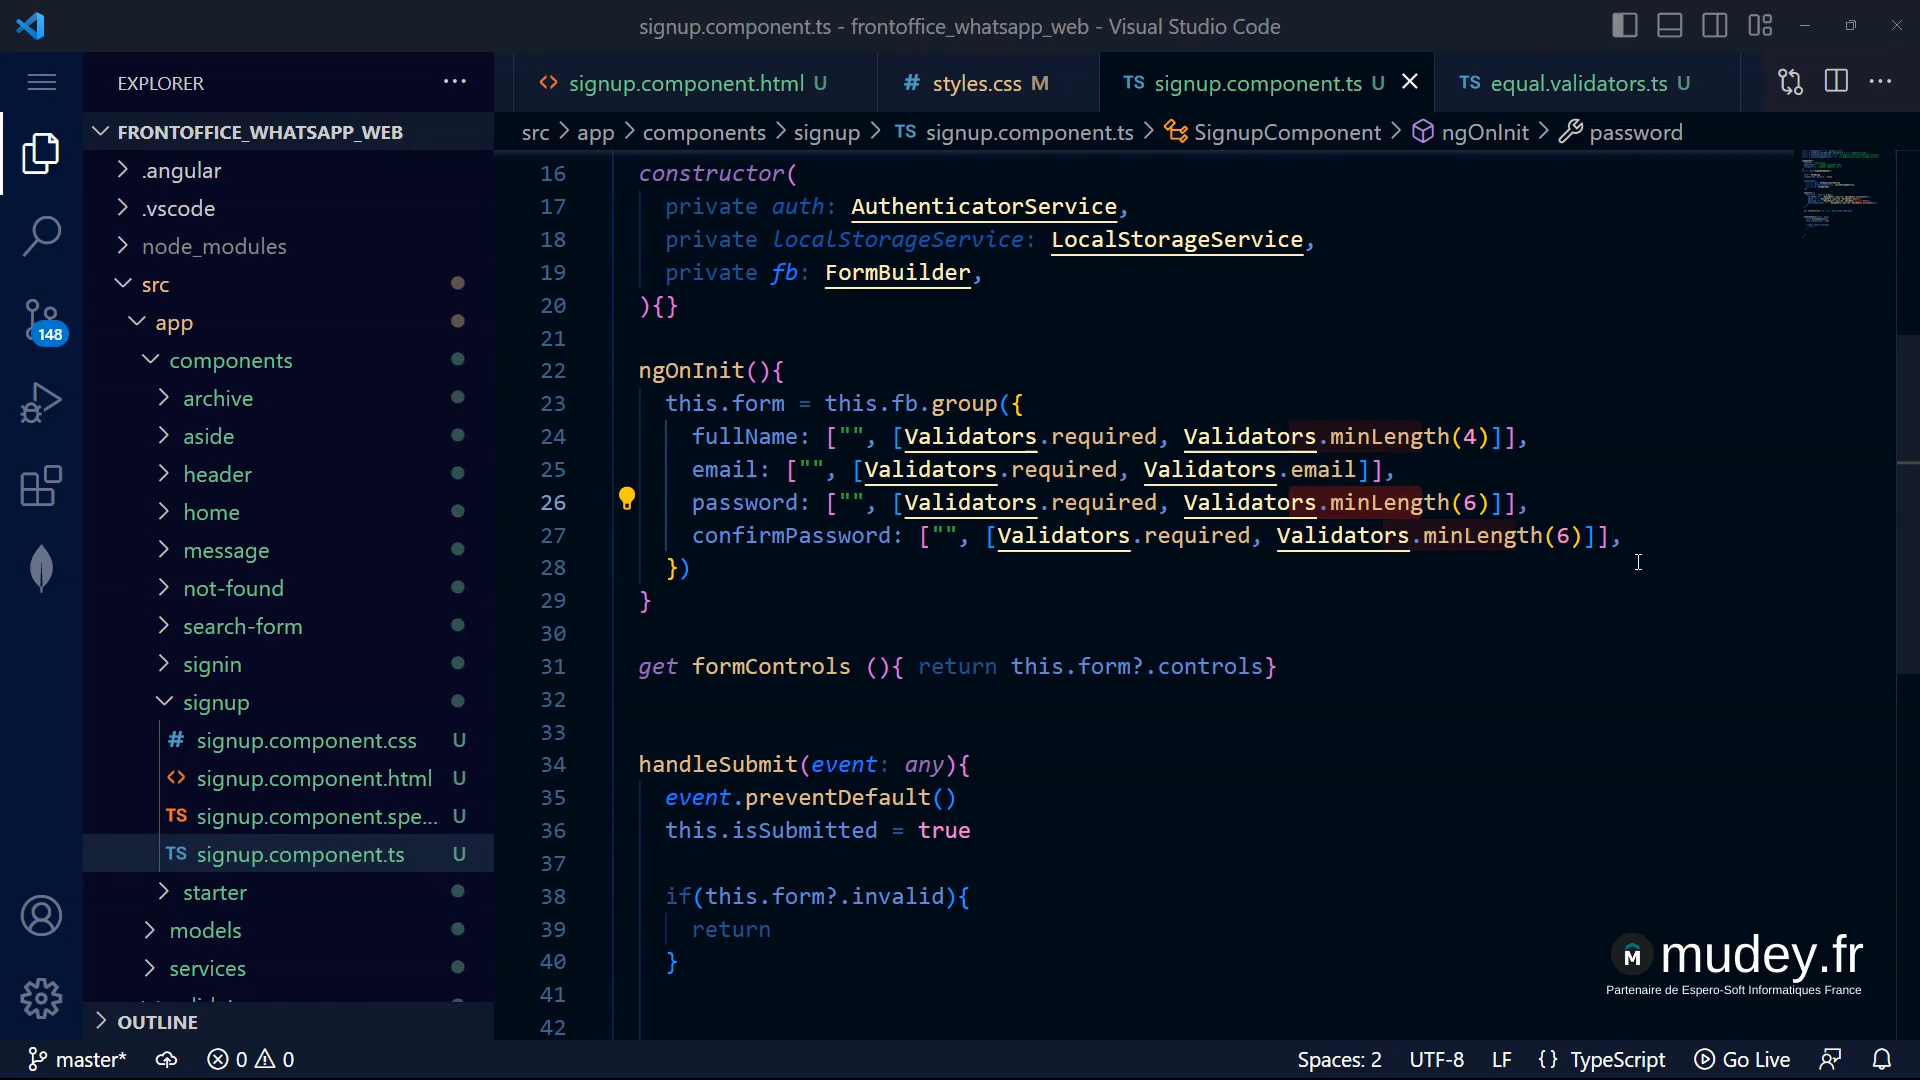 signup.component.ts - frontoffice_whatsapp_web - Visual Studio Code
EXPLORER
signup.component.html U
# styles.css M
TS signup.component.ts U
TS equal.validators.ts U
FRONTOFFICE_WHATSAPP_WEB
src > app > components > signup > TS signup.component.ts > SignupComponent > ngOnInit > password
.angular
.vscode
node_modules
src
app
components
archive
aside
header
home
message
not-found
search-form
signin
signup
# signup.component.css U
<> signup.component.html U
TS signup.component.spe... U
TS signup.component.ts U
starter
models
services
OUTLINE
148
16 constructor(
17 private auth: AuthenticatorService,
18 private localStorageService: LocalStorageService,
19 private fb: FormBuilder,
20 ){}
21
22 ngOnInit(){
23 this.form = this.fb.group({
24 fullName: ["", [Validators.required, Validators.minLength(4)]],
25 email: ["", [Validators.required, Validators.email]],
26 password: ["", [Validators.required, Validators.minLength(6)]],
27 confirmPassword: ["", [Validators.required, Validators.minLength(6)]],
28 })
29 }
30
31 get formControls (){ return this.form?.controls}
32
33
34 handleSubmit(event: any){
35 event.preventDefault()
36 this.isSubmitted = true
37
38 if(this.form?.invalid){
39 return
40 }
41
42
M mudey.fr
Partenaire de Espero-Soft Informatiques France
master* 0 0 Spaces: 2 UTF-8 LF {} TypeScript Go Live